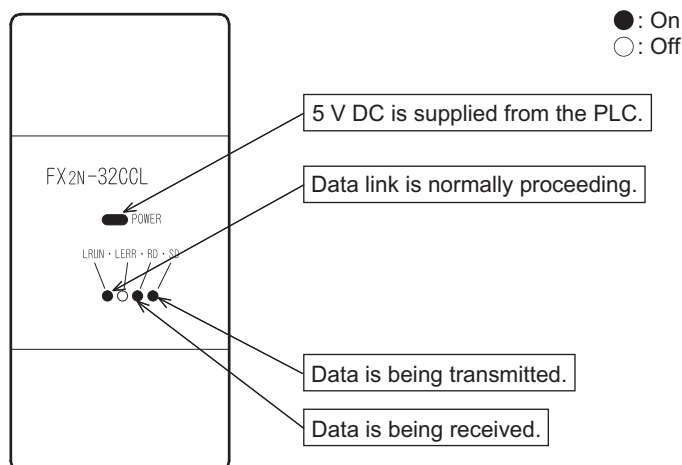 : On
: Off
5 V DC is supplied from the PLC.
FX2N-32CCL
Data link is normally proceeding.
POWER
LRUN・LERR・RD・SD
Data is being transmitted.
Data is being received.